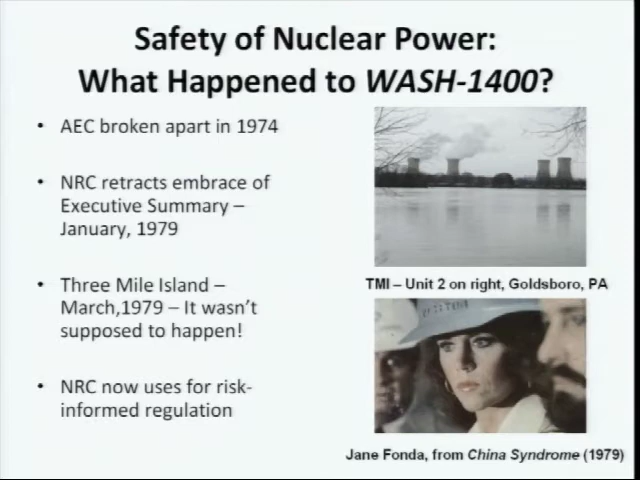 Safety of Nuclear Power:
What Happened to WASH-1400?
• AEC broken apart in 1974
• NRC retracts embrace of
Executive Summary –
January, 1979
• Three Mile Island –
March,1979 – It wasn't
supposed to happen!
• NRC now uses for risk-
informed regulation
TMI – Unit 2 on right, Goldsboro, PA
Jane Fonda, from China Syndrome (1979)